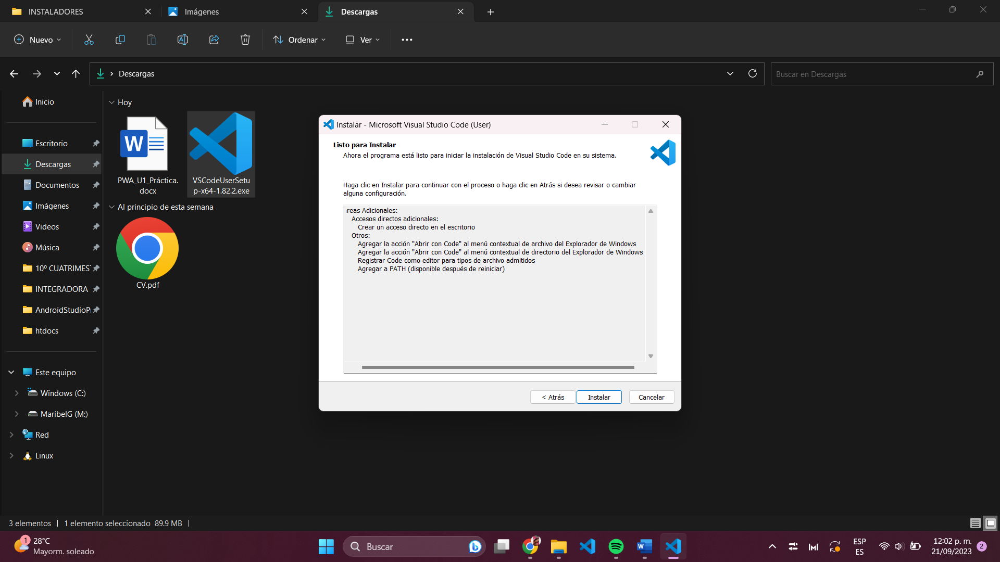 INSTALADORES
Imágenes
Descargas
Nuevo
Ordenar
Ver
Descargas
Buscar en Descargas
Inicio
Escritorio
Descargas
Documentos
Imágenes
Videos
Música
10º CUATRIMEST
INTEGRADORA
AndroidStudioPr
htdocs
Este equipo
Windows (C:)
MaribelG (M:)
Red
Linux
Hoy
PWA_U1_Práctica.
docx
VSCodeUserSetu
p-x64-1.82.2.exe
Al principio de esta semana
CV.pdf
Instalar - Microsoft Visual Studio Code (User)
Listo para Instalar
Ahora el programa está listo para iniciar la instalación de Visual Studio Code en su sistema.
Haga clic en Instalar para continuar con el proceso o haga clic en Atrás si desea revisar o cambiar
alguna configuración.
reas Adicionales:
Accesos directos adicionales:
Crear un acceso directo en el escritorio
Otros:
Agregar la acción "Abrir con Code" al menú contextual de archivo del Explorador de Windows
Agregar la acción "Abrir con Code" al menú contextual de directorio del Explorador de Windows
Registrar Code como editor para tipos de archivo admitidos
Agregar a PATH (disponible después de reiniciar)
< Atrás
Instalar
Cancelar
3 elementos
1 elemento seleccionado 89.9 MB
1
28°C
Mayorm. soleado
Buscar
ESP
ES
12:02 p. m.
21/09/2023
2